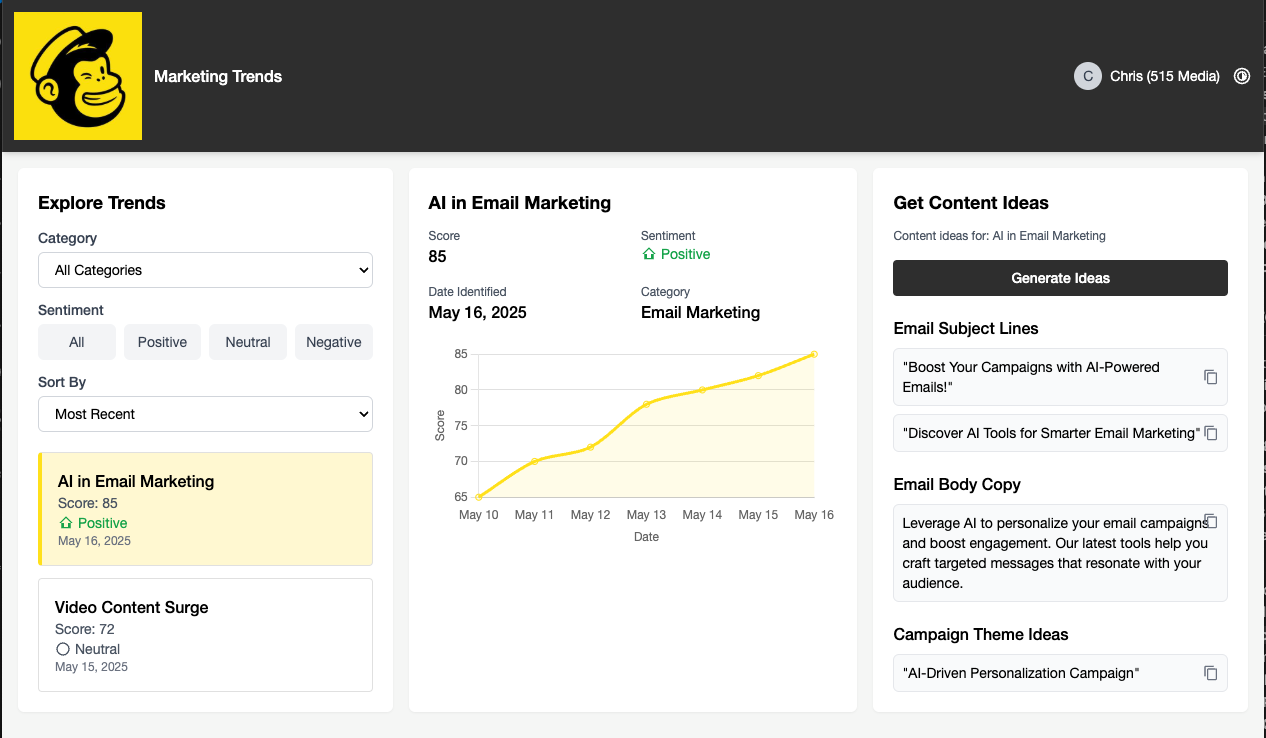 Marketing Trends
C
Chris (515 Media)
Explore Trends
Category
All Categories
Sentiment
All
Positive
Neutral
Negative
Sort By
Most Recent
AI in Email Marketing
Score: 85
Positive
May 16, 2025
Video Content Surge
Score: 72
Neutral
May 15, 2025
AI in Email Marketing
Score
85
Sentiment
Positive
Date Identified
May 16, 2025
Category
Email Marketing
85
80
75
70
65
Score
May 10
May 11
May 12
May 13
May 14
May 15
May 16
Date
Get Content Ideas
Content ideas for: AI in Email Marketing
Generate Ideas
Email Subject Lines
"Boost Your Campaigns with AI-Powered
Emails!"
"Discover AI Tools for Smarter Email Marketing"
Email Body Copy
Leverage AI to personalize your email campaigns
and boost engagement. Our latest tools help you
craft targeted messages that resonate with your
audience.
Campaign Theme Ideas
"AI-Driven Personalization Campaign"